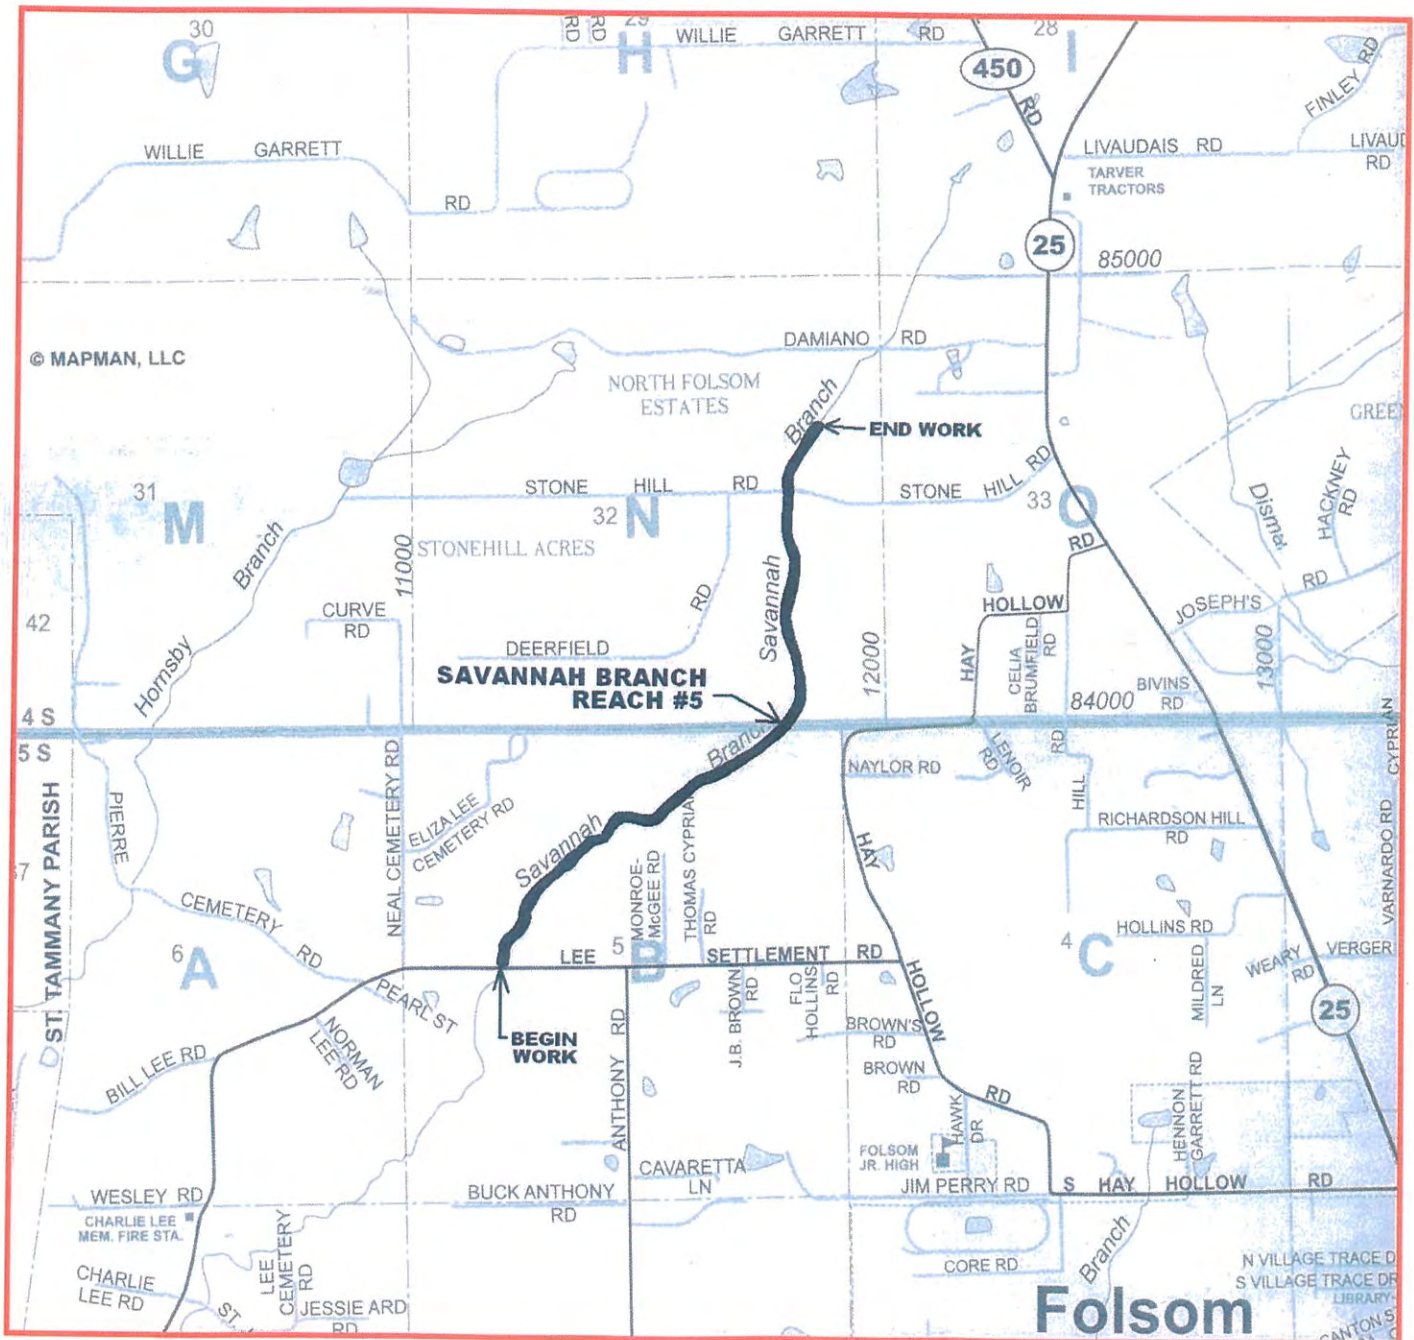 30
29
28
G
H
I
RD
RD
WILLIE GARRETT RD
450
RD
FINLEY RD
WILLIE GARRETT
RD
LIVAUDAIS RD
RD
TARVER
TRACTORS
25
85000
© MAPMAN, LLC
DAMIANO RD
NORTH FOLSOM
ESTATES
Branch
END WORK
STONE HILL RD
STONE HILL RD
31
M
32
N
33
O
STONEHILL ACRES
11000
Branch
Hornsby
HACKNEY
RD
Dismal
RD
HOLLOW
HAY
CELIA
BRUMFIELD
RD
JOSEPH'S
RD
13000
42
CURVE
RD
RD
DEERFIELD
Savannah
12000
SAVANNAH BRANCH
REACH #5
BIVINS
RD
84000
4 S
5 S
Branch
LENOIR
RD
RD
HILL
CYPRIAN
NAYLOR RD
ST. TAMMANY PARISH
PIERRE
NEAL CEMETERY RD
ELIZA LEE
CEMETERY RD
Savannah
MONROE-
McGEE RD
THOMAS CYPRIAN
RD
HAY
RICHARDSON HILL
RD
VARNARDO RD
CEMETERY
RD
6
A
5
B
4
C
LEE SETTLEMENT RD
HOLLINS RD
MILDRED
LN
WEARY
RD
VERGER
PEARL ST
J.B. BROWN
RD
FLO
HOLLINS
RD
HOLLOW
25
BEGIN
WORK
BROWN'S
RD
BILL LEE RD
NORMAN
LEE RD
ANTHONY RD
BROWN
RD
RD
HAWK
DR
HENNON
GARRETT RD
FOLSOM
JR. HIGH
CAVARETTA
LN
WESLEY RD
BUCK ANTHONY
RD
JIM PERRY RD
S HAY HOLLOW RD
CHARLIE LEE
MEM. FIRE STA.
LEE
CEMETERY
RD
CHARLIE
LEE RD
ST.
JESSIE ARD
RD
CORE RD
Branch
N VILLAGE TRACE D
S VILLAGE TRACE DR
LIBRARY
Folsom